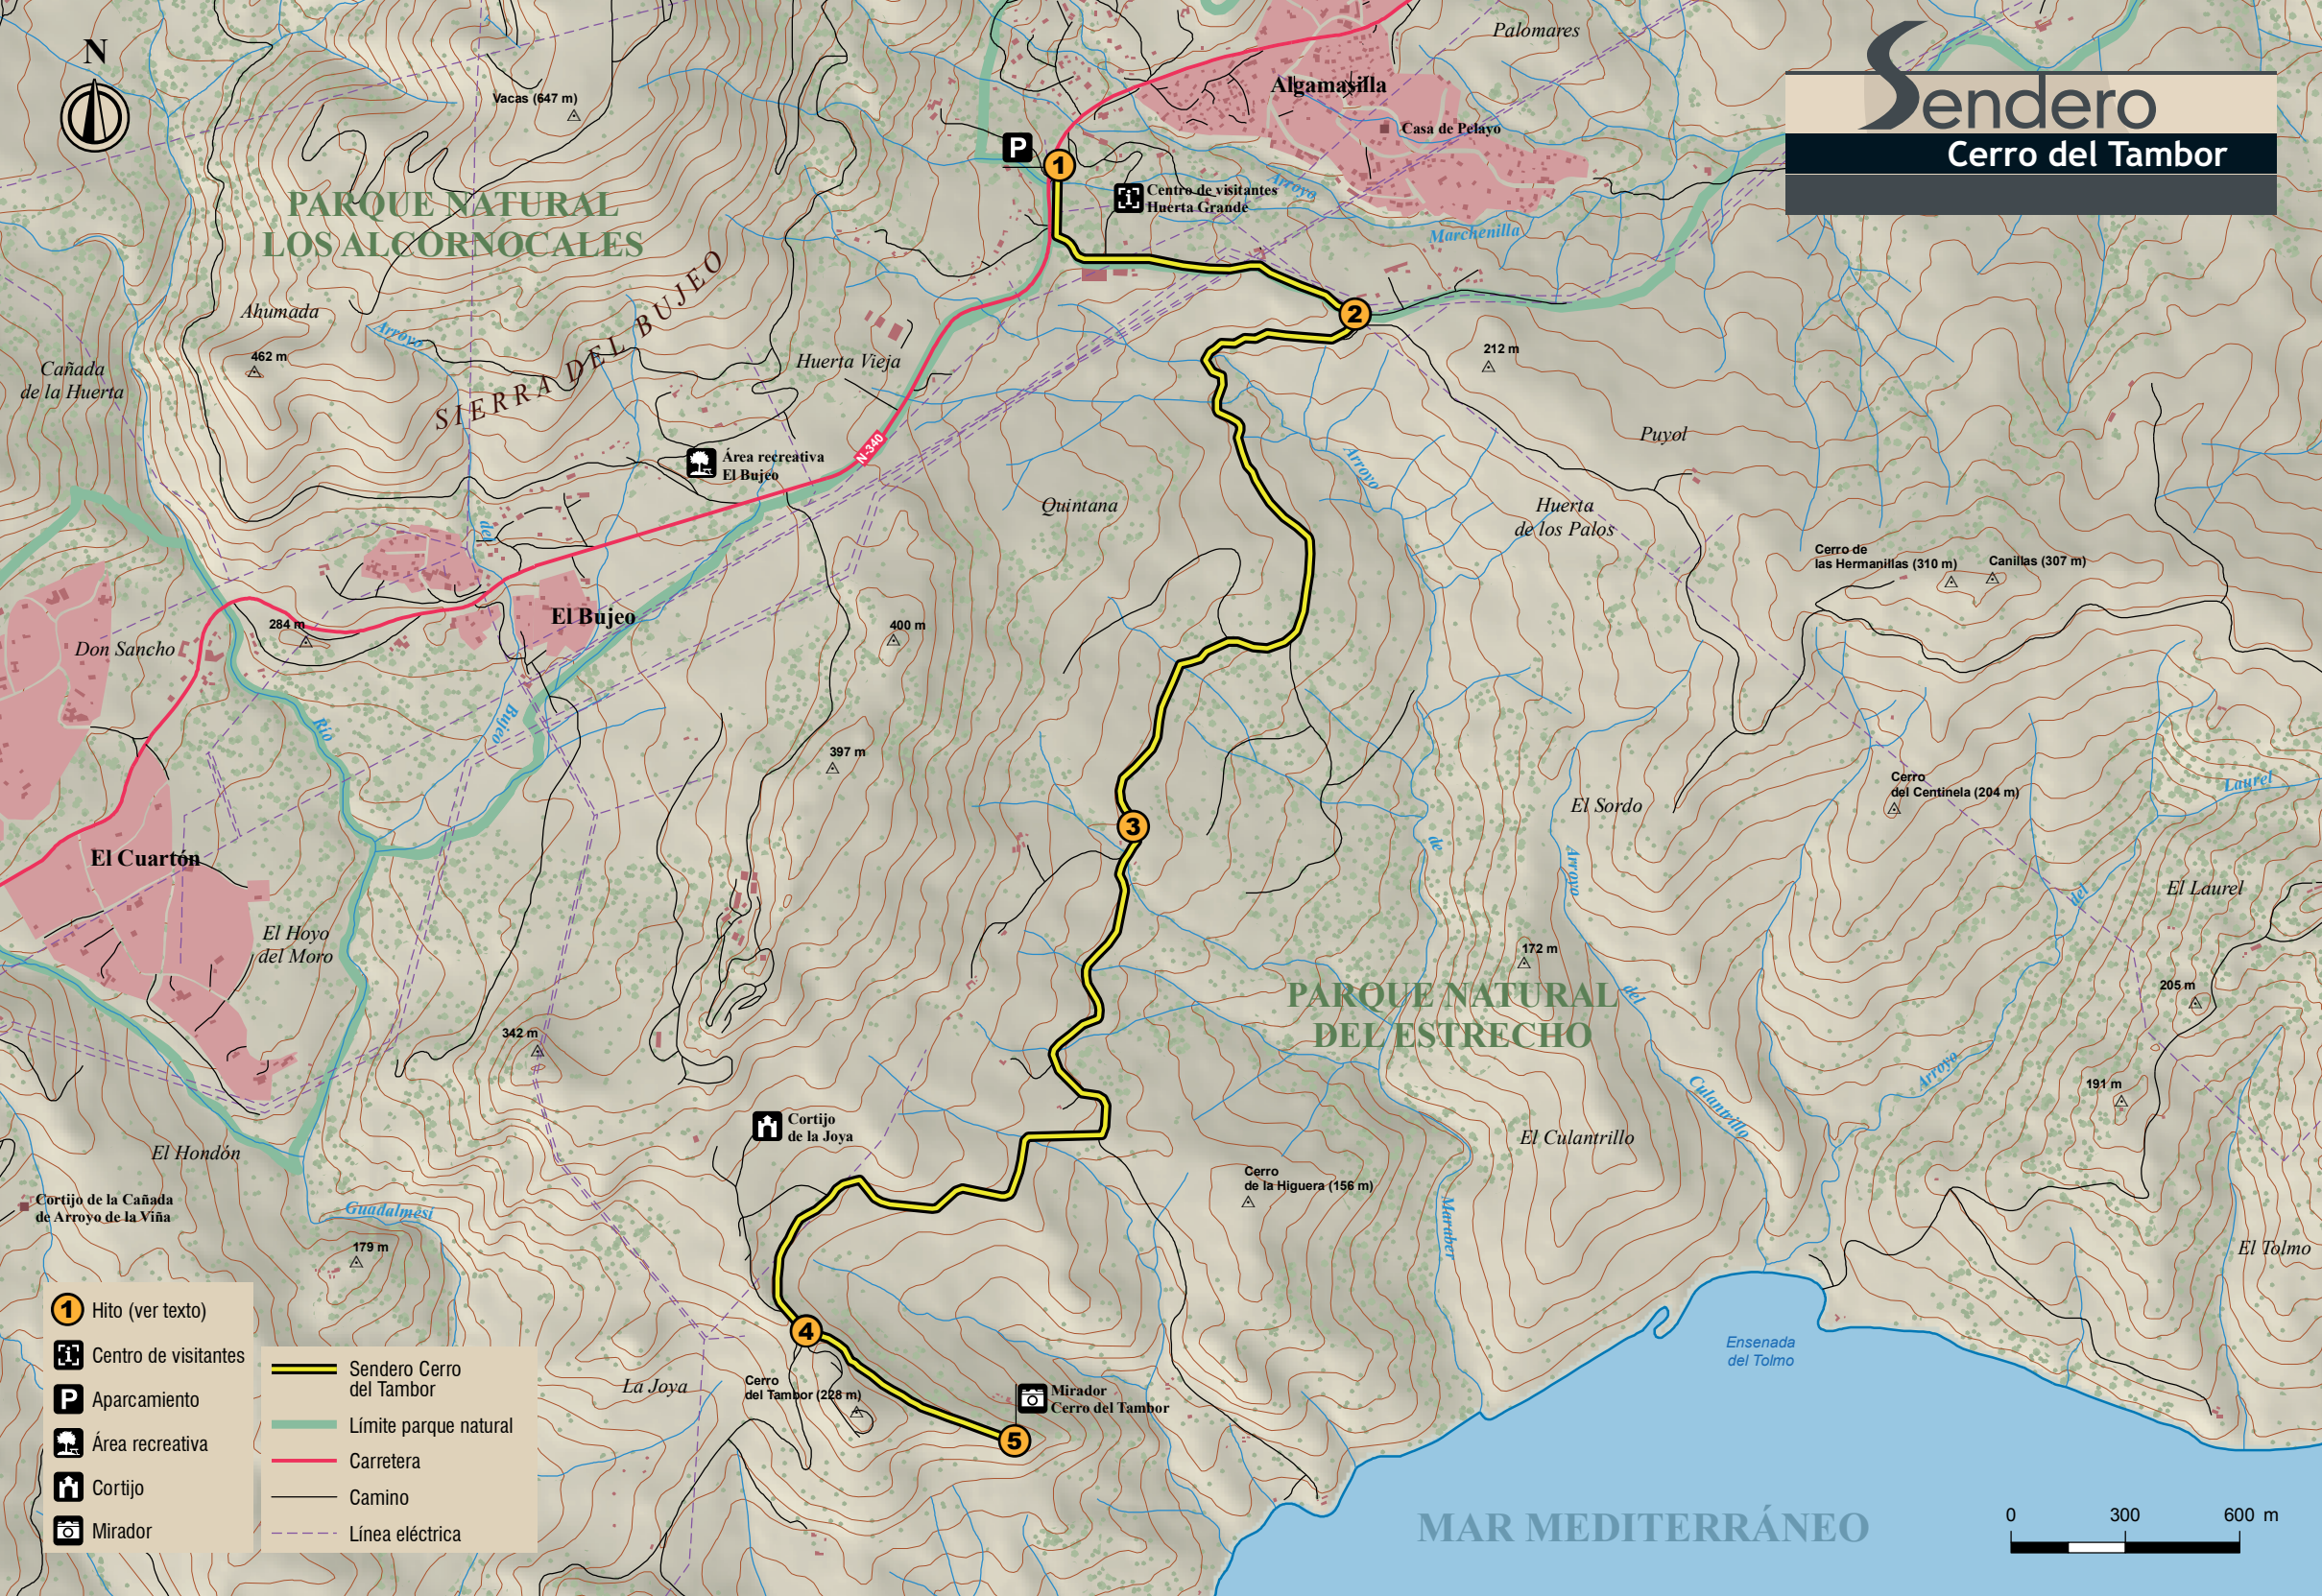 Sendero
Cerro del Tambor
N
Palomares
Algamasilla
Vacas (647 m)
Casa de Pelayo
P
1
Centro de visitantes
Huerta Grande
Arroyo
Marchenilla
PARQUE NATURAL
LOS ALCORNOCALES
SIERRA DEL BUJEO
Ahumada
Arroyo
462 m
Cañada
de la Huerta
Huerta Vieja
2
212 m
Puyol
N-340
Área recreativa
El Bujeo
Arroyo
Quintana
Huerta
de los Palos
del
Cerro de
las Hermanillas (310 m)
Canillas (307 m)
El Bujeo
284 m
400 m
Don Sancho
Río
Bujeo
397 m
Cerro
del Centinela (204 m)
Laurel
El Sordo
3
de
El Cuartón
Arroyo
del
El Laurel
El Hoyo
del Moro
172 m
PARQUE NATURAL
DEL ESTRECHO
del
205 m
342 m
Arroyo
191 m
Culantrillo
Cortijo
de la Joya
El Culantrillo
El Hondón
Cerro
de la Higuera (156 m)
Cortijo de la Cañada
de Arroyo de la Viña
Guadalmesí
Maraber
179 m
El Tolmo
4
Ensenada
del Tolmo
La Joya
Cerro
del Tambor (228 m)
Mirador
Cerro del Tambor
5
MAR MEDITERRÁNEO
1 Hito (ver texto)
Centro de visitantes
P Aparcamiento
Área recreativa
Cortijo
Mirador
Sendero Cerro
del Tambor
Límite parque natural
Carretera
Camino
Línea eléctrica
0 300 600 m